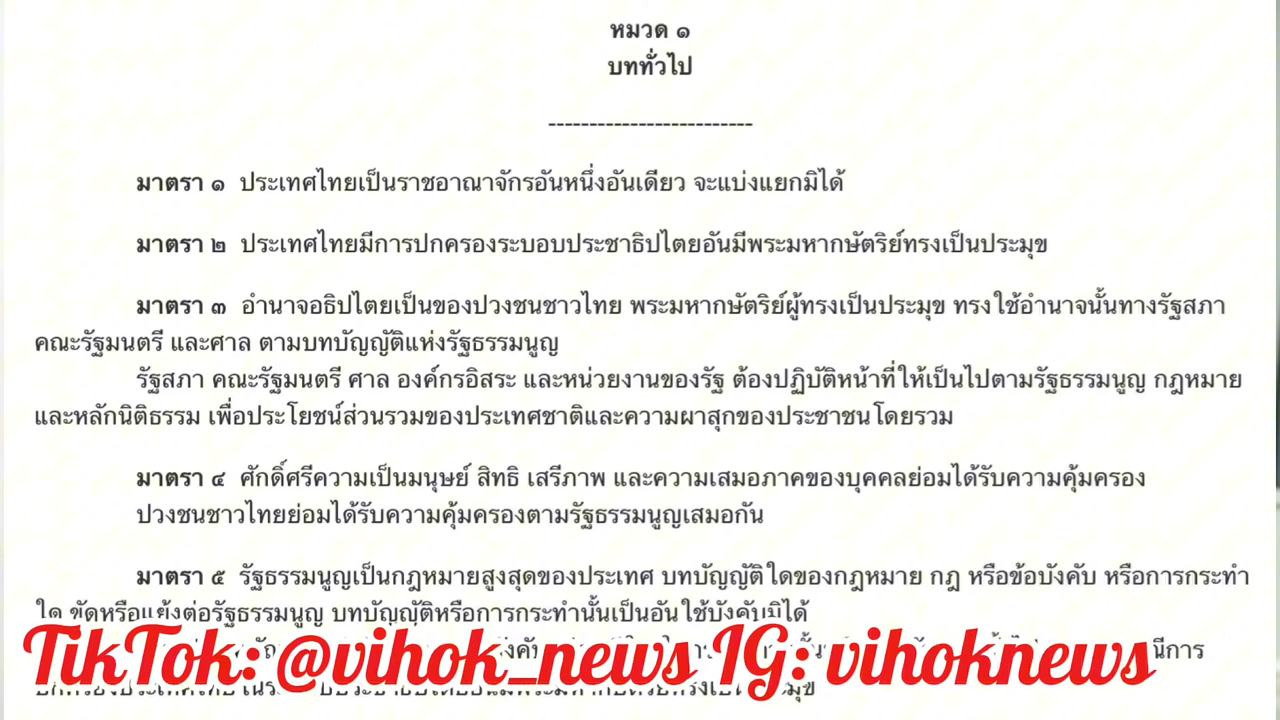 หมวด ๑
บททั่วไป
-------------------------
มาตรา ๑ ประเทศไทยเป็นราชอาณาจักรอันหนึ่งอันเดียว จะแบ่งแยกมิได้
มาตรา ๒ ประเทศไทยมีการปกครองระบอบประชาธิปไตยอันมีพระมหากษัตริย์ทรงเป็นประมุข
มาตรา ๓ อำนาจอธิปไตยเป็นของปวงชนชาวไทย พระมหากษัตริย์ผู้ทรงเป็นประมุข ทรงใช้อำนาจนั้นทางรัฐสภา
คณะรัฐมนตรี และศาล ตามบทบัญญัติแห่งรัฐธรรมนูญ
รัฐสภา คณะรัฐมนตรี ศาล องค์กรอิสระ และหน่วยงานของรัฐ ต้องปฏิบัติหน้าที่ให้เป็นไปตามรัฐธรรมนูญ กฎหมาย
และหลักนิติธรรม เพื่อประโยชน์ส่วนรวมของประเทศชาติและความผาสุกของประชาชนโดยรวม
มาตรา ๔ ศักดิ์ศรีความเป็นมนุษย์ สิทธิ เสรีภาพ และความเสมอภาคของบุคคลย่อมได้รับความคุ้มครอง
ปวงชนชาวไทยย่อมได้รับความคุ้มครองตามรัฐธรรมนูญเสมอกัน
มาตรา ๕ รัฐธรรมนูญเป็นกฎหมายสูงสุดของประเทศ บทบัญญัติใดของกฎหมาย กฎ หรือข้อบังคับ หรือการกระทำ
ใด ขัดหรือแย้งต่อรัฐธรรมนูญ บทบัญญัติหรือการกระทำนั้นเป็นอันใช้บังคับมิได้
TikTok: @vihok_news IG: vihoknews